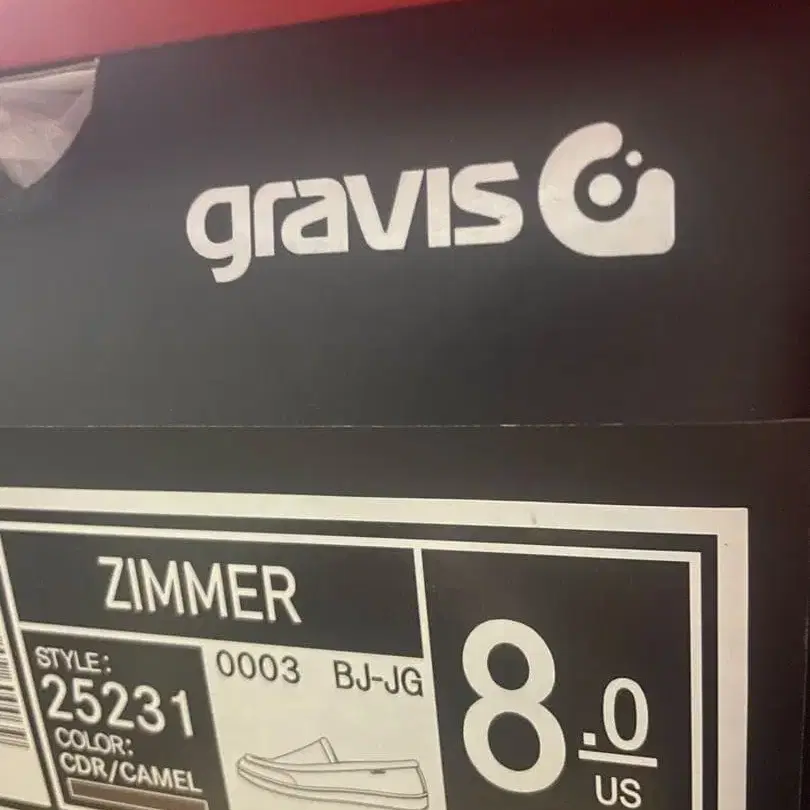 gravis
ZIMMER
STYLE:
25231
COLOR:
CDR/CAMEL
0003 BJ-JG
8.0
US